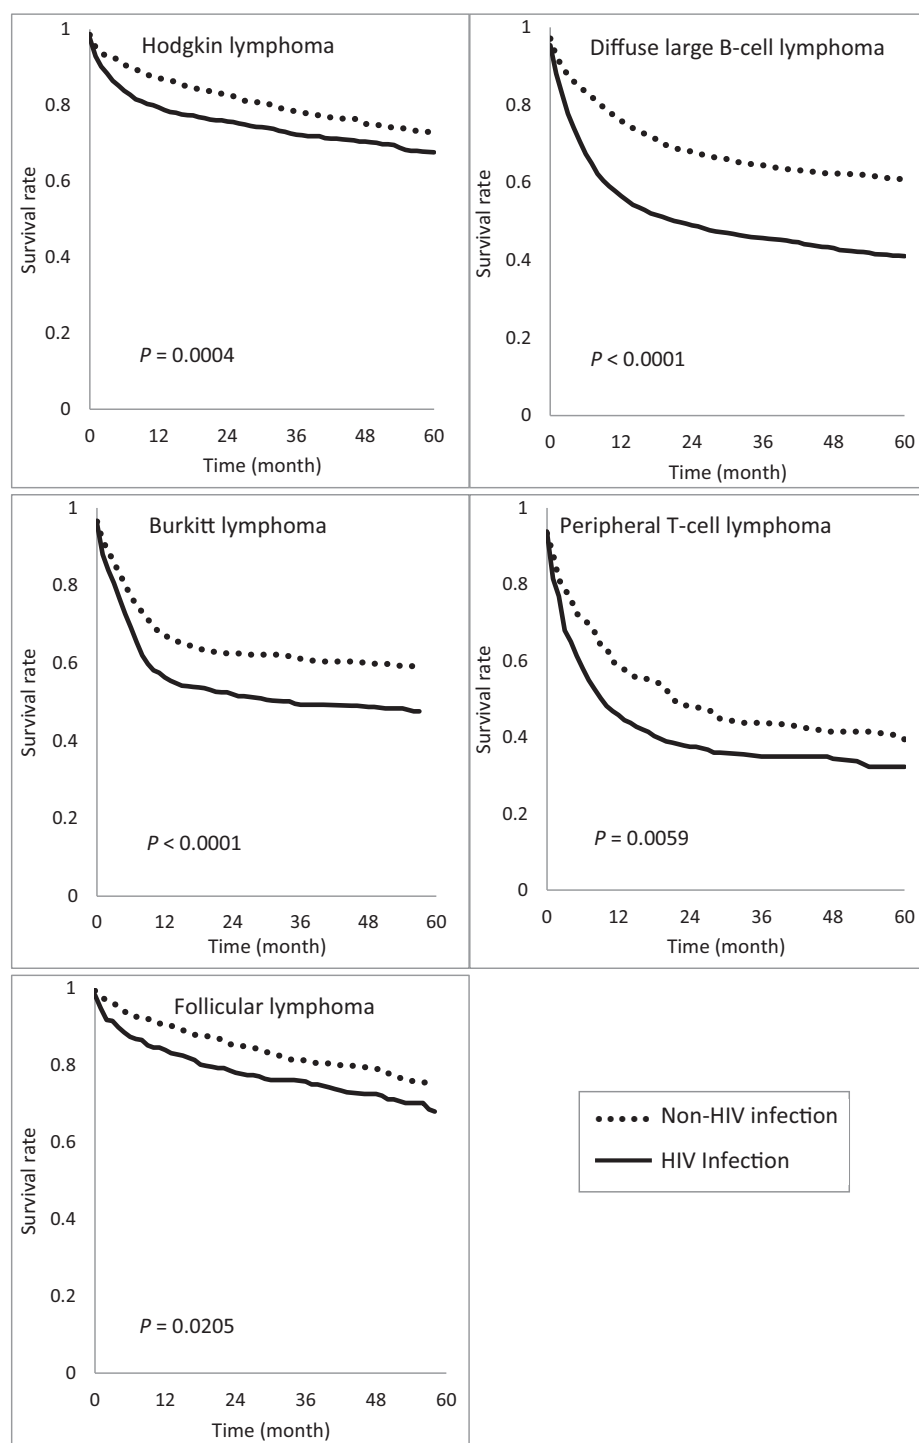 Hodgkin lymphoma
1
0.8
0.6
0.4
0.2
0
Survival rate
P = 0.0004
0 12 24 36 48 60
Time (month)
Diffuse large B-cell lymphoma
1
0.8
0.6
0.4
0.2
0
Survival rate
P < 0.0001
0 12 24 36 48 60
Time (month)
Burkitt lymphoma
1
0.8
0.6
0.4
0.2
0
Survival rate
P < 0.0001
0 12 24 36 48 60
Time (month)
Peripheral T-cell lymphoma
1
0.8
0.6
0.4
0.2
0
Survival rate
P = 0.0059
0 12 24 36 48 60
Time (month)
Follicular lymphoma
1
0.8
0.6
0.4
0.2
0
Survival rate
P = 0.0205
0 12 24 36 48 60
Time (month)
Non-HIV infection
HIV Infection